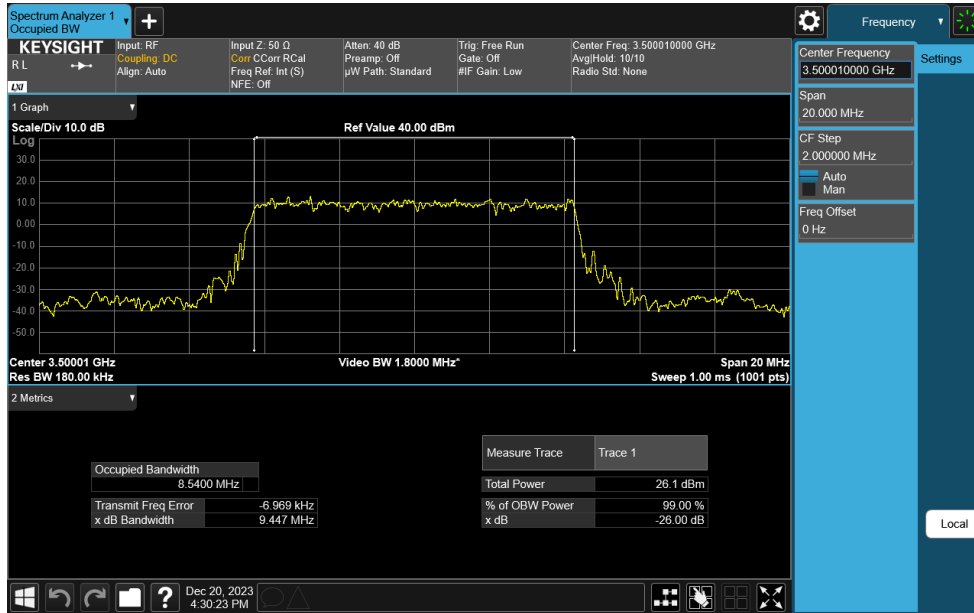 Spectrum Analyzer 1
Occupied BW
Frequency
KEYSIGHT
R L
LXI
Input: RF
Coupling: DC
Align: Auto
Input Z: 50 Ω
Corr CCorr RCal
Freq Ref: Int (S)
NFE: Off
Atten: 40 dB
Preamp: Off
µW Path: Standard
Trig: Free Run
Gate: Off
#IF Gain: Low
Center Freq: 3.500010000 GHz
Avg|Hold: 10/10
Radio Std: None
Center Frequency
3.500010000 GHz
Settings
Span
20.000 MHz
CF Step
2.000000 MHz
Auto
Man
Freq Offset
0 Hz
Local
1 Graph
Scale/Div 10.0 dB
Ref Value 40.00 dBm
Log
30.0
20.0
10.0
0.00
-10.0
-20.0
-30.0
-40.0
-50.0
Center 3.50001 GHz
Video BW 1.8000 MHz*
Span 20 MHz
Res BW 180.00 kHz
Sweep 1.00 ms (1001 pts)
2 Metrics
Measure Trace Trace 1
Occupied Bandwidth
8.5400 MHz
Total Power 26.1 dBm
Transmit Freq Error -6.969 kHz
% of OBW Power 99.00 %
x dB Bandwidth 9.447 MHz
x dB -26.00 dB
?
Dec 20, 2023
4:30:23 PM